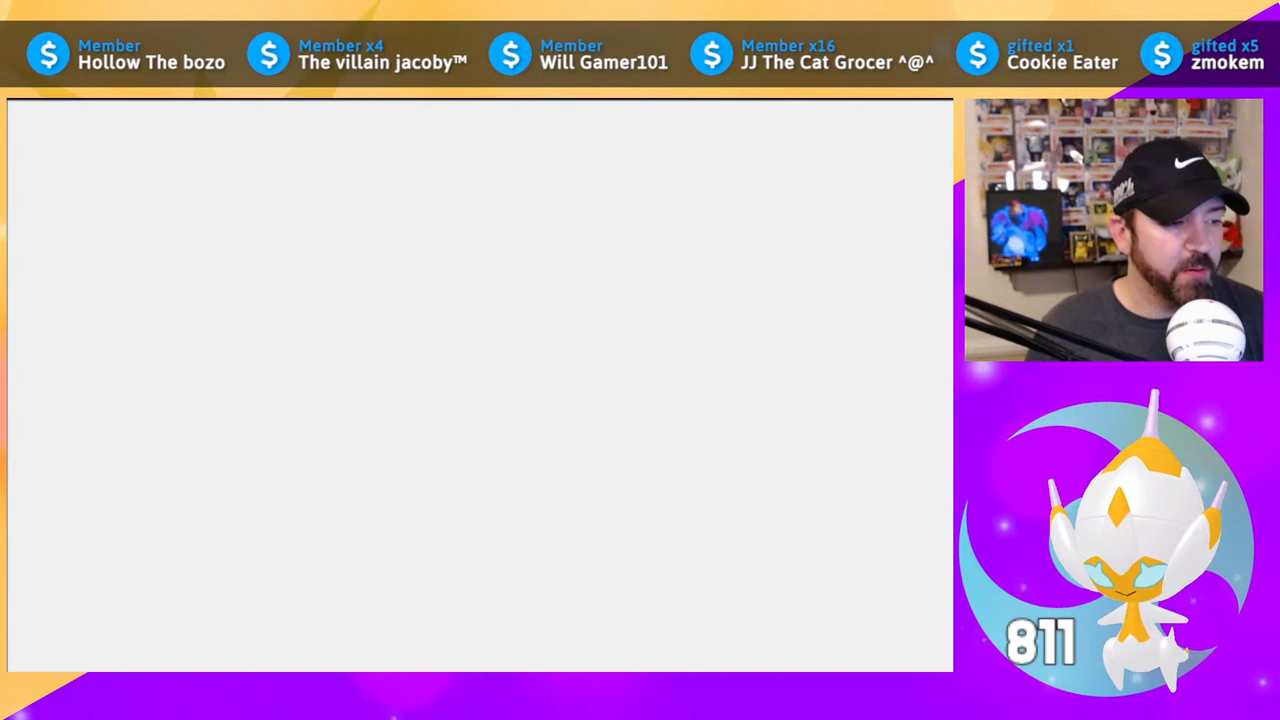 Member
Hollow The bozo
Member x4
The villain jacoby™
Member
Will Gamer101
Member x16
JJ The Cat Grocer ^@^
gifted x1
Cookie Eater
gifted x5
zmokem
811